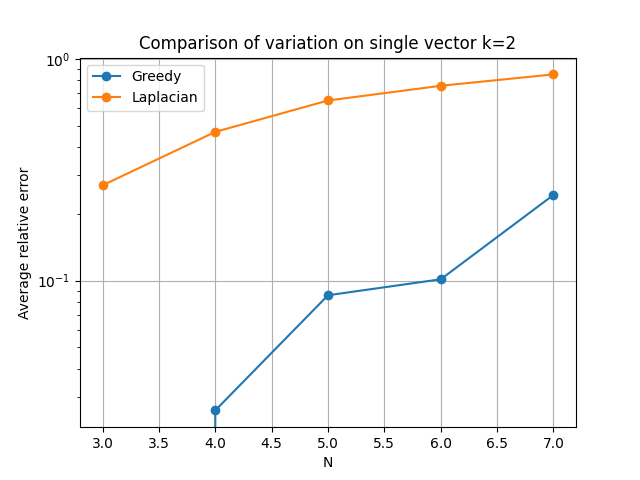 Comparison of variation on single vector k=2
10⁰
Greedy
Laplacian
Average relative error
10⁻¹
3.0 3.5 4.0 4.5 5.0 5.5 6.0 6.5 7.0
N